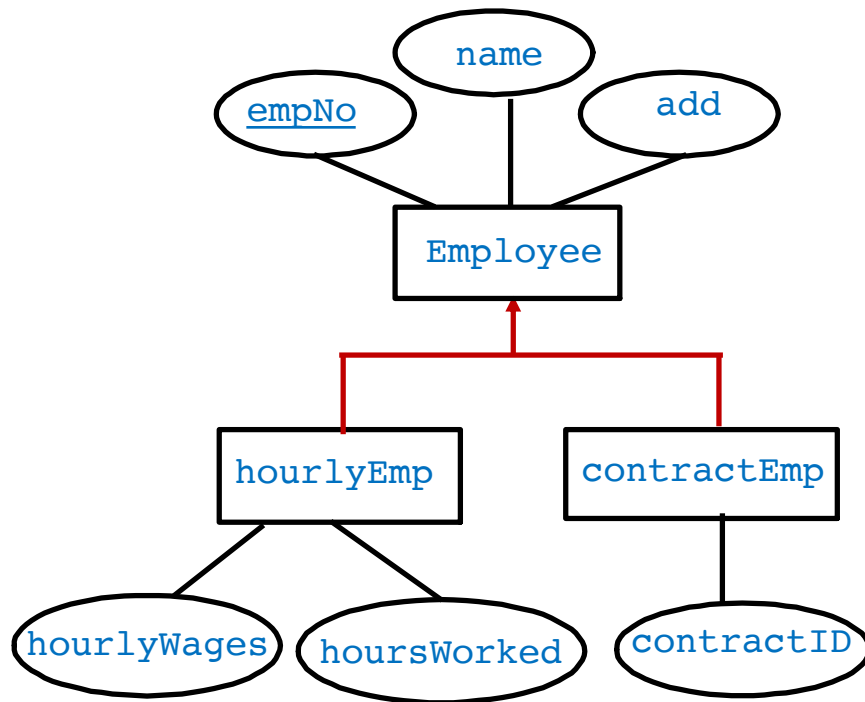 name
empNo
add
Employee
hourlyEmp
contractEmp
hourlyWages
hoursWorked
contractID